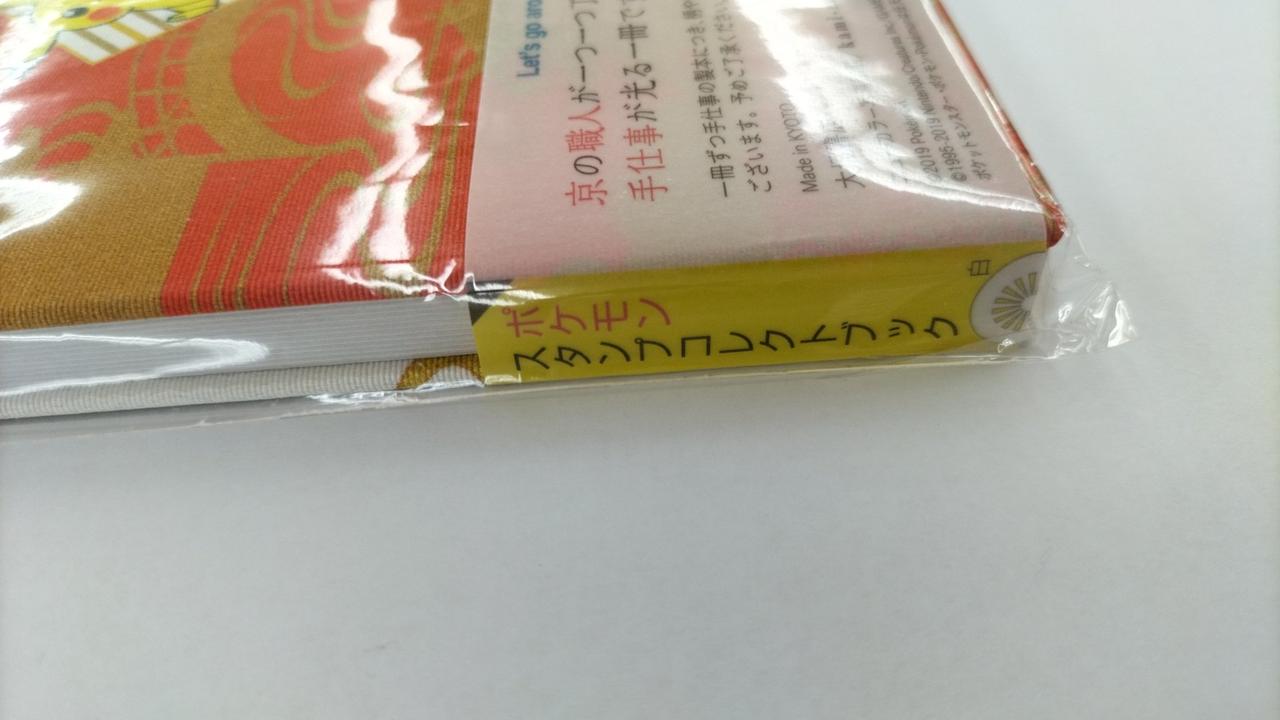 Let's go
京の職人が一つ一つ
手仕事が光る一冊で
一冊ずつ手仕事の製本につき、
ございます。予めご了承ください
Made in KYOTO
カラー
©2019 Pokémon. ©1995-2019 Nintendo/Creatures Inc.
ポケットモンスター・ポケモン・Pokémon
ポケモン
スタンプコレクトブック
白